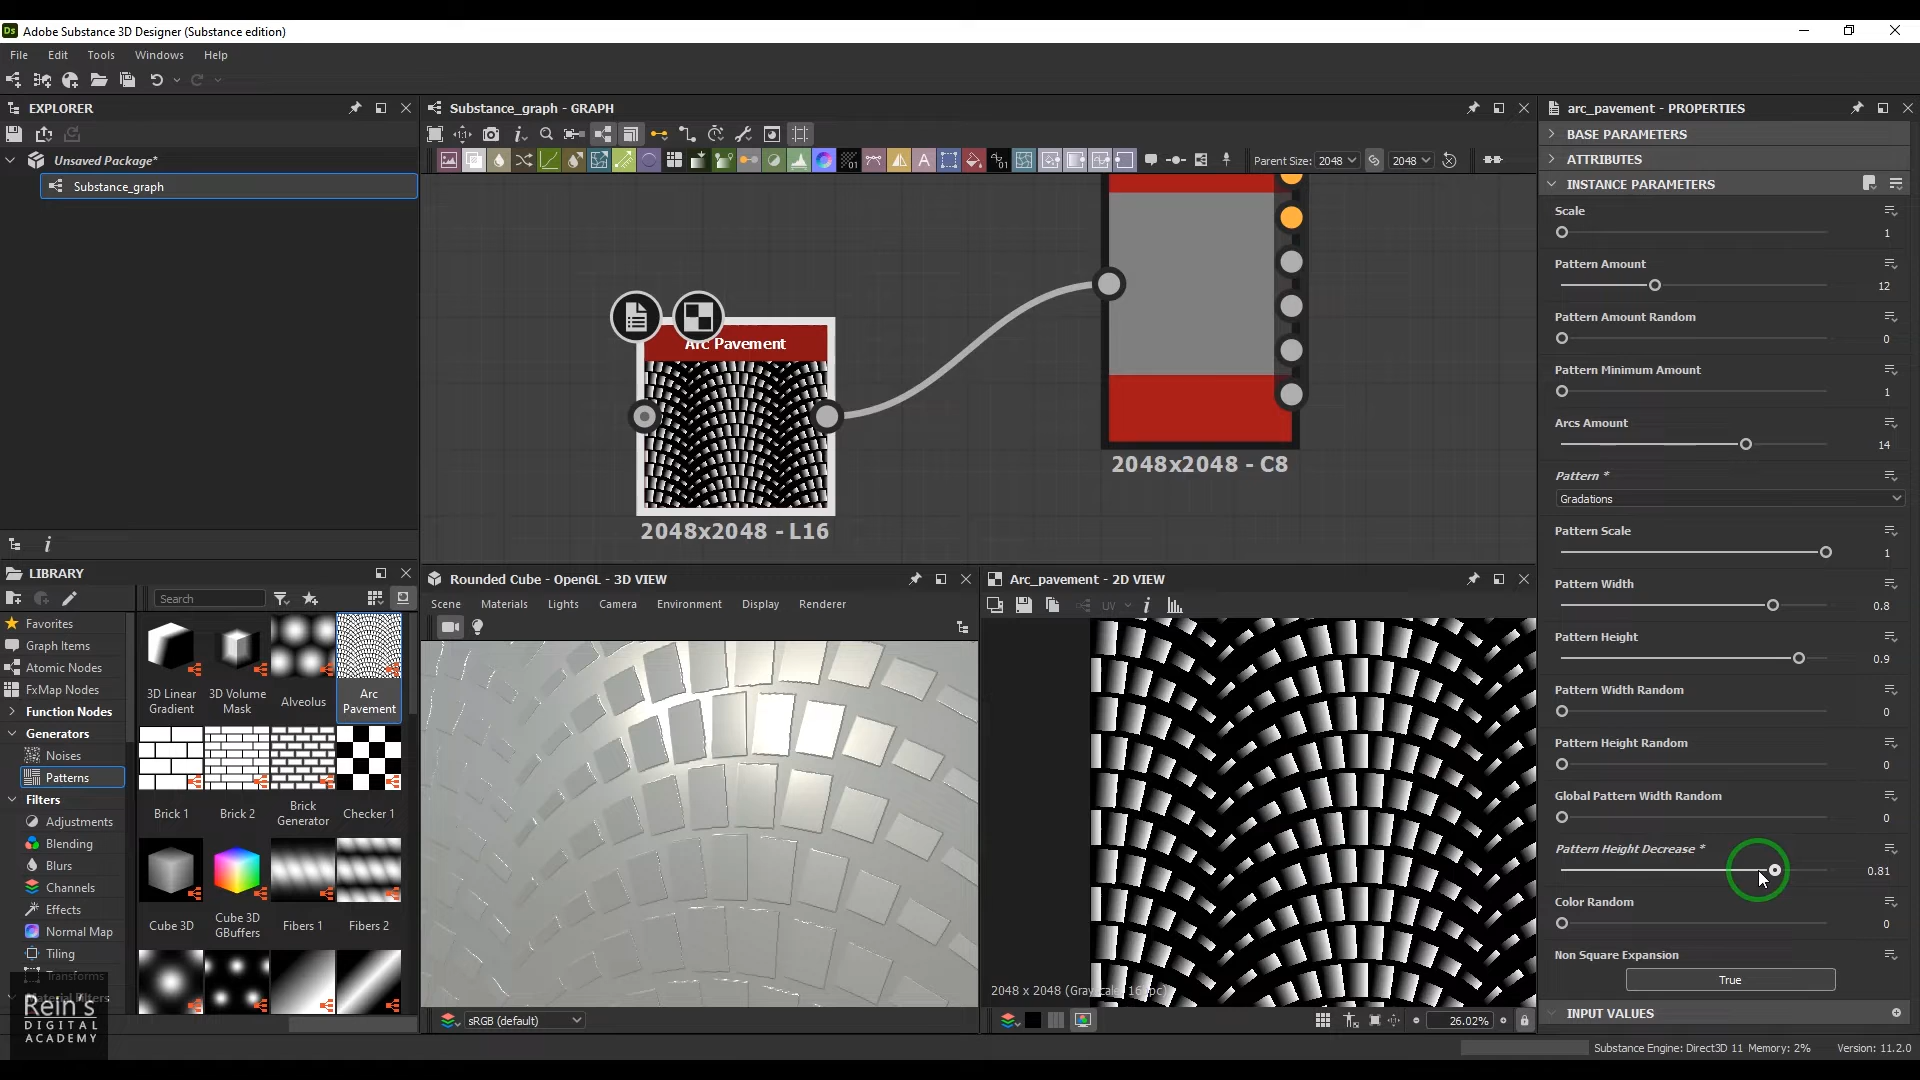 Ds Adobe Substance 3D Designer (Substance edition)
File Edit Tools Windows Help
EXPLORER
Unsaved Package*
Substance_graph
Substance_graph - GRAPH
Parent Size: 2048 2048
Arc Pavement
2048x2048 - L16
2048x2048 - C8
LIBRARY
Search
Favorites
Graph Items
Atomic Nodes
FxMap Nodes
Function Nodes
Generators
Noises
Patterns
Filters
Adjustments
Blending
Blurs
Channels
Effects
Normal Map
Tiling
Transforms
Material Filters
3D Linear Gradient
3D Volume Mask
Alveolus
Arc Pavement
Brick 1
Brick 2
Brick Generator
Checker 1
Cube 3D
Cube 3D GBuffers
Fibers 1
Fibers 2
Rein's
DIGITAL
ACADEMY
Rounded Cube - OpenGL - 3D VIEW
Scene Materials Lights Camera Environment Display Renderer
sRGB (default)
Arc_pavement - 2D VIEW
UV
2048 x 2048 (Grayscale, 16bpc)
26.02%
arc_pavement - PROPERTIES
BASE PARAMETERS
ATTRIBUTES
INSTANCE PARAMETERS
Scale
1
Pattern Amount
12
Pattern Amount Random
0
Pattern Minimum Amount
1
Arcs Amount
14
Pattern *
Gradations
Pattern Scale
1
Pattern Width
0.8
Pattern Height
0.9
Pattern Width Random
0
Pattern Height Random
0
Global Pattern Width Random
0
Pattern Height Decrease *
0.81
Color Random
0
Non Square Expansion
True
INPUT VALUES
Substance Engine: Direct3D 11 Memory: 2% Version: 11.2.0